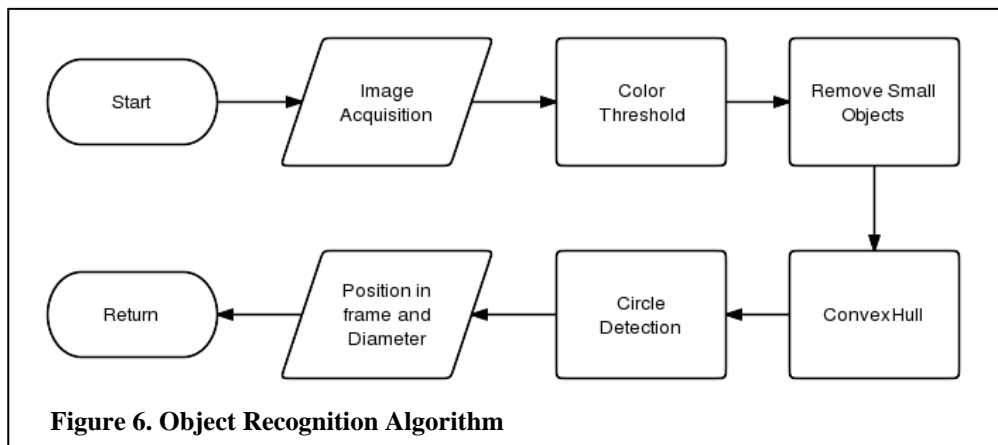 Start
Image
Acquisition
Color
Threshold
Remove Small
Objects
Return
Position in
frame and
Diameter
Circle
Detection
ConvexHull
Figure 6. Object Recognition Algorithm